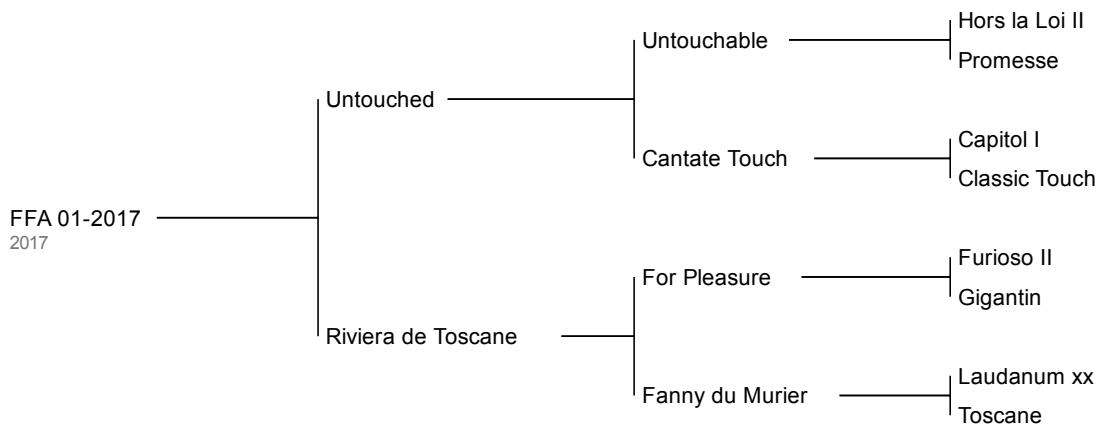 Hors la Loi II
Untouchable
Promesse
Untouched
Capitol I
Cantate Touch
Classic Touch
FFA 01-2017
2017
Furioso II
For Pleasure
Gigantin
Riviera de Toscane
Laudanum xx
Fanny du Murier
Toscane